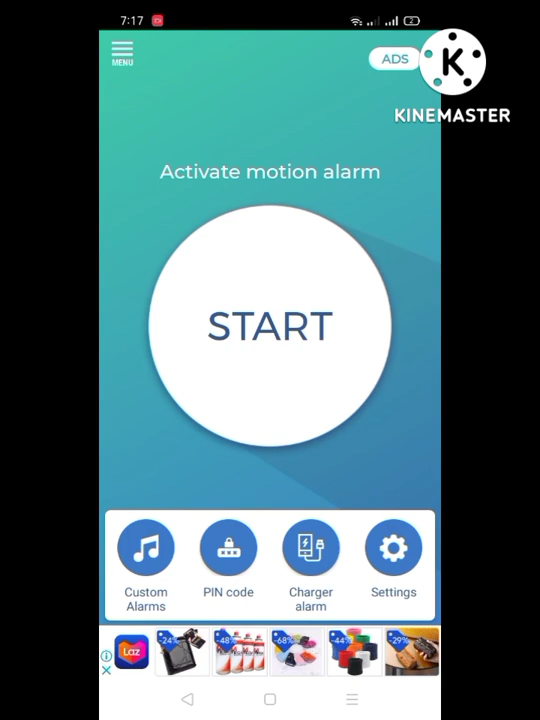 7:17
2
MENU
ADS
K
KINEMASTER
Activate motion alarm
START
Custom
Alarms
PIN code
Charger
alarm
Settings
Laz
-24%
-48%
-68%
-44%
-29%